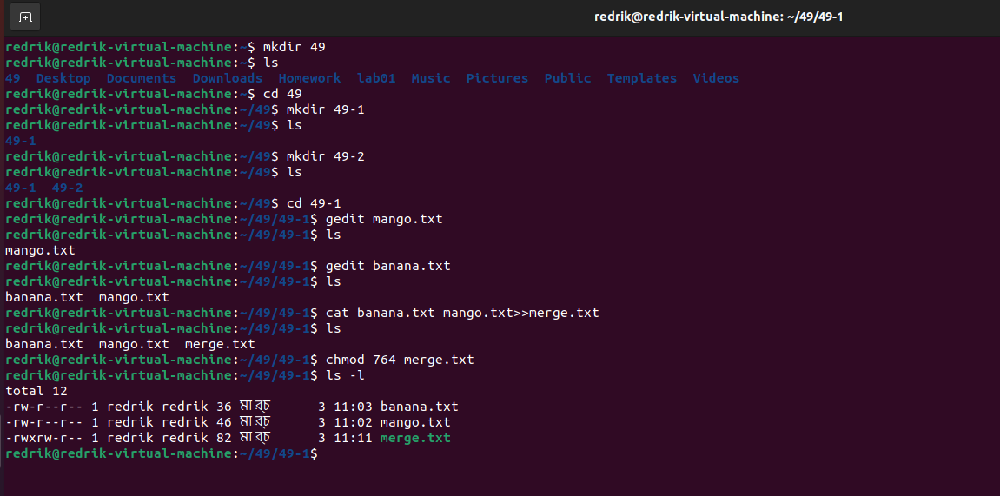 redrik@redrik-virtual-machine: ~/49/49-1
redrik@redrik-virtual-machine:~$ mkdir 49
redrik@redrik-virtual-machine:~$ ls
49  Desktop  Documents  Downloads  Homework  lab01  Music  Pictures  Public  Templates  Videos
redrik@redrik-virtual-machine:~$ cd 49
redrik@redrik-virtual-machine:~/49$ mkdir 49-1
redrik@redrik-virtual-machine:~/49$ ls
49-1
redrik@redrik-virtual-machine:~/49$ mkdir 49-2
redrik@redrik-virtual-machine:~/49$ ls
49-1  49-2
redrik@redrik-virtual-machine:~/49$ cd 49-1
redrik@redrik-virtual-machine:~/49/49-1$ gedit mango.txt
redrik@redrik-virtual-machine:~/49/49-1$ ls
mango.txt
redrik@redrik-virtual-machine:~/49/49-1$ gedit banana.txt
redrik@redrik-virtual-machine:~/49/49-1$ ls
banana.txt  mango.txt
redrik@redrik-virtual-machine:~/49/49-1$ cat banana.txt mango.txt>>merge.txt
redrik@redrik-virtual-machine:~/49/49-1$ ls
banana.txt  mango.txt  merge.txt
redrik@redrik-virtual-machine:~/49/49-1$ chmod 764 merge.txt
redrik@redrik-virtual-machine:~/49/49-1$ ls -l
total 12
-rw-r--r-- 1 redrik redrik 36 মার্চ      3 11:03 banana.txt
-rw-r--r-- 1 redrik redrik 46 মার্চ      3 11:02 mango.txt
-rwxrw-r-- 1 redrik redrik 82 মার্চ      3 11:11 merge.txt
redrik@redrik-virtual-machine:~/49/49-1$